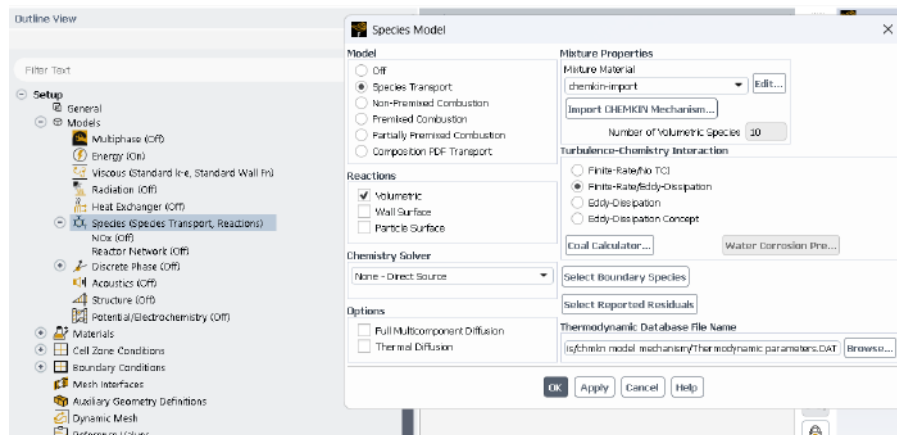 Outline View
Filter Text
Setup
General
Models
Multiphase (Off)
Energy (On)
Viscous (Standard k-e, Standard Wall Fn)
Radiation (Off)
Heat Exchanger (Off)
Species (Species Transport, Reactions)
NOx (Off)
Reactor Network (Off)
Discrete Phase (Off)
Acoustics (Off)
Structure (Off)
Potential/Electrochemistry (Off)
Materials
Cell Zone Conditions
Boundary Conditions
Mesh Interfaces
Auxiliary Geometry Definitions
Dynamic Mesh
Reference Values
Species Model
Model
Off
Species Transport
Non-Premixed Combustion
Premixed Combustion
Partially Premixed Combustion
Composition PDF Transport
Reactions
Volumetric
Wall Surface
Particle Surface
Chemistry Solver
None - Direct Source
Options
Full Multicomponent Diffusion
Thermal Diffusion
Mixture Properties
Mixture Material
chemkin-import
Edit...
Import CHEMKIN Mechanism...
Number of Volumetric Species 10
Turbulence-Chemistry Interaction
Finite-Rate/No TCI
Finite-Rate/Eddy-Dissipation
Eddy-Dissipation
Eddy-Dissipation Concept
Coal Calculator...
Water Corrosion Pre...
Select Boundary Species
Select Reported Residuals
Thermodynamic Database File Name
is/chmkn model mechanism/Thermodynamic parameters.DAT
Browse...
OK Apply Cancel Help